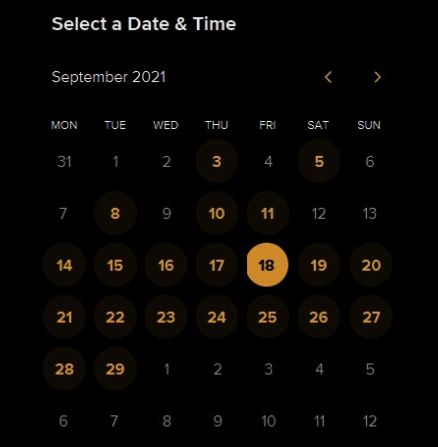 Select a Date & Time
September 2021
MON TUE WED THU FRI SAT SUN
31 1 2 3 4 5 6
7 8 9 10 11 12 13
14 15 16 17 18 19 20
21 22 23 24 25 26 27
28 29 1 2 3 4 5
6 7 8 9 10 11 12